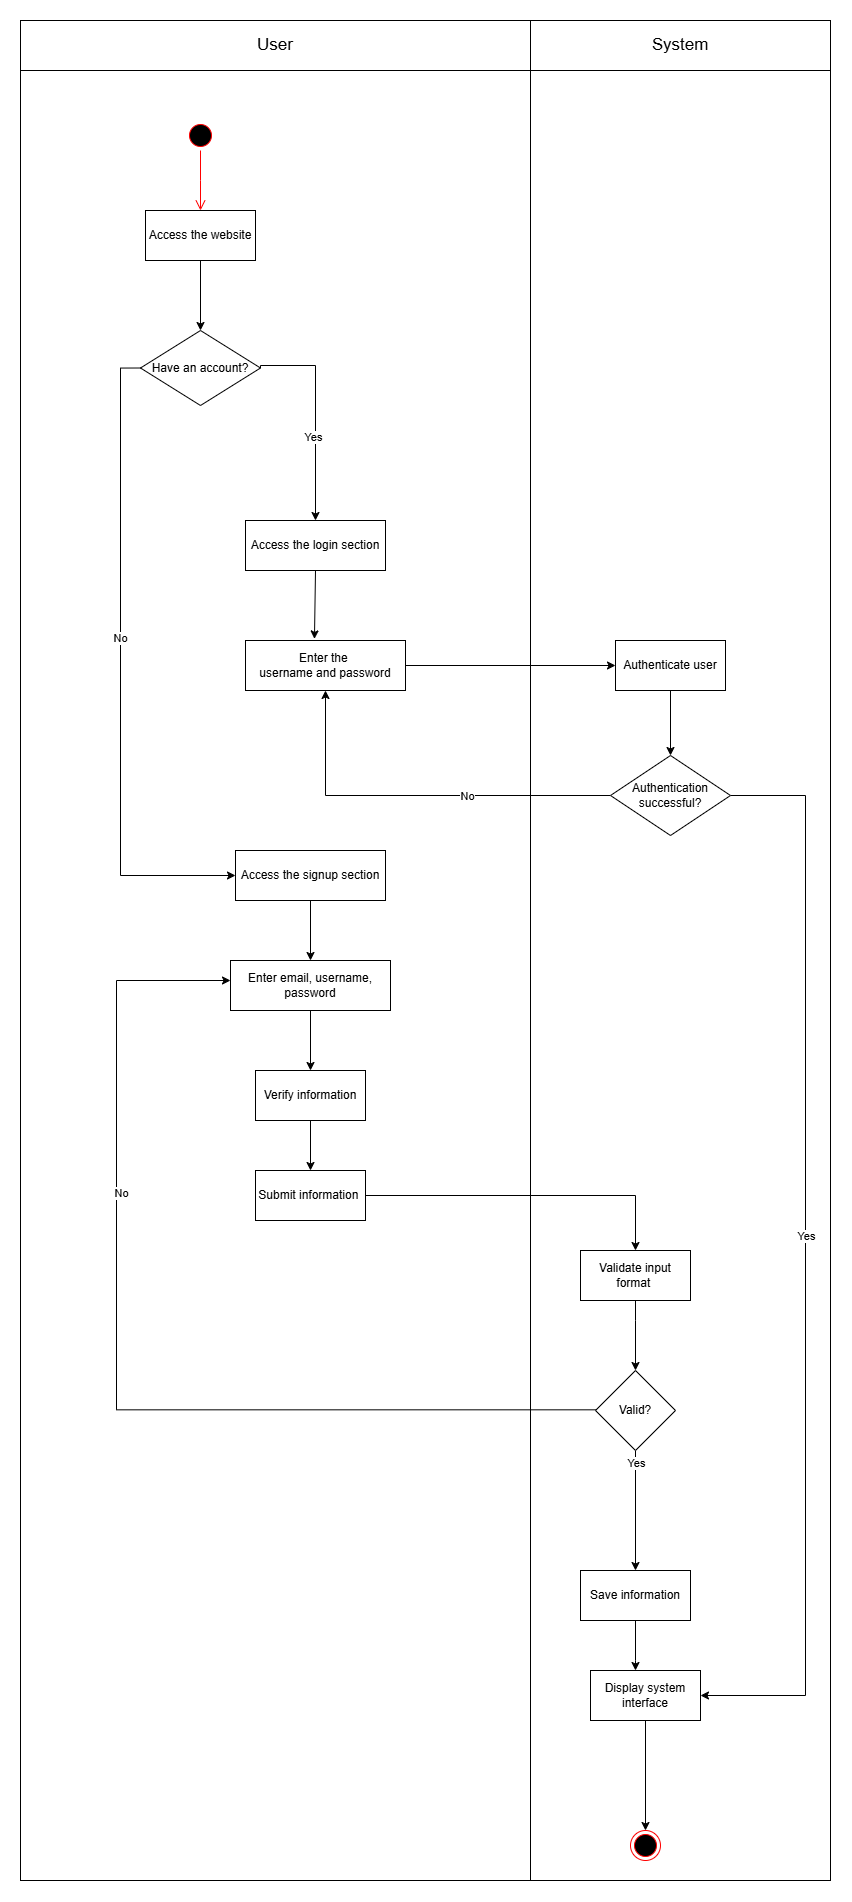 User
System
Access the website
Have an account?
Yes
Access the login section
No
Enter the
username and password
Authenticate user
Authentication
successful?
No
Access the signup section
Enter email, username,
password
Verify information
No
Submit information
Yes
Validate input
format
Valid?
Yes
Save information
Display system
interface